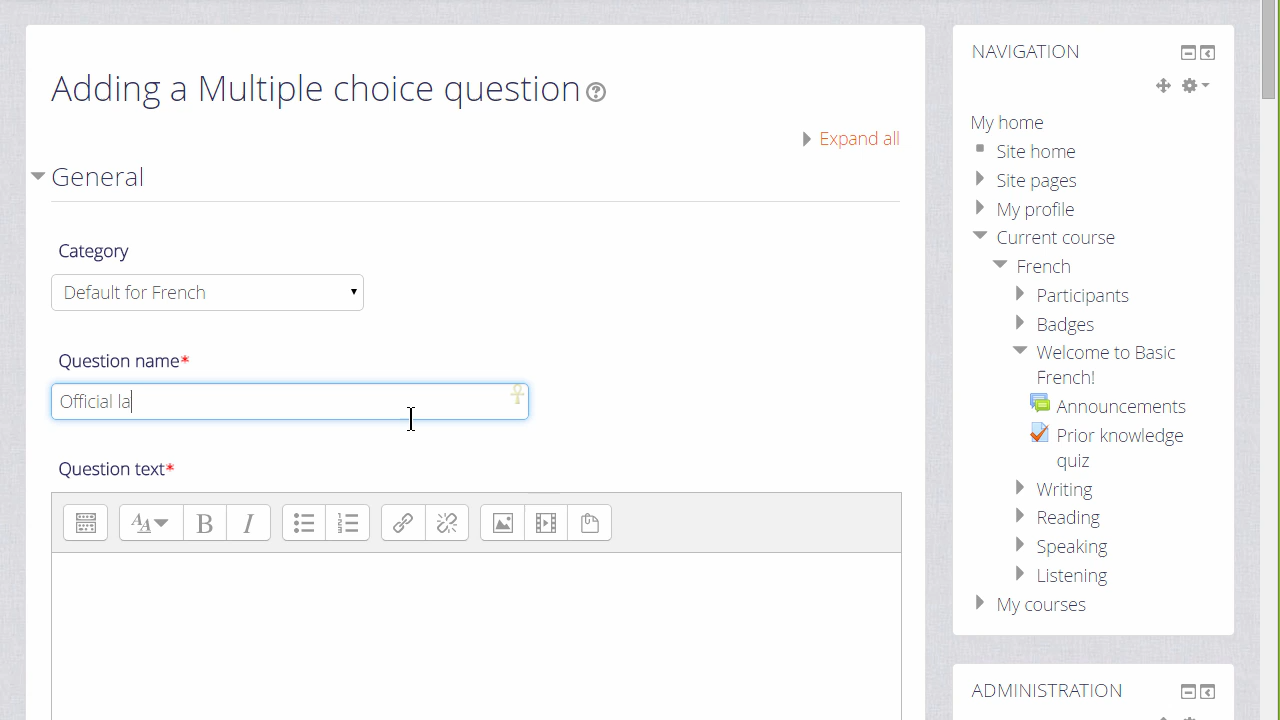 Adding a Multiple choice question
Expand all
General
Category
Default for French
Question name*
Official la
Question text*
NAVIGATION
My home
Site home
Site pages
My profile
Current course
French
Participants
Badges
Welcome to Basic
French!
Announcements
Prior knowledge
quiz
Writing
Reading
Speaking
Listening
My courses
ADMINISTRATION